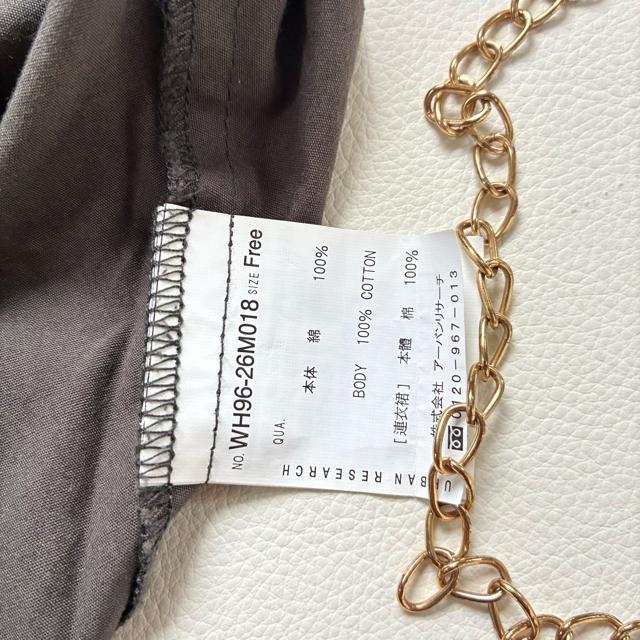 NO. WH96-26M018 SIZE Free
QUA.
本体 綿 100%
BODY 100% COTTON
[連衣裙] 本體 棉 100%
株式会社 アーバンリサーチ
120-967-013
URBAN RESEARCH